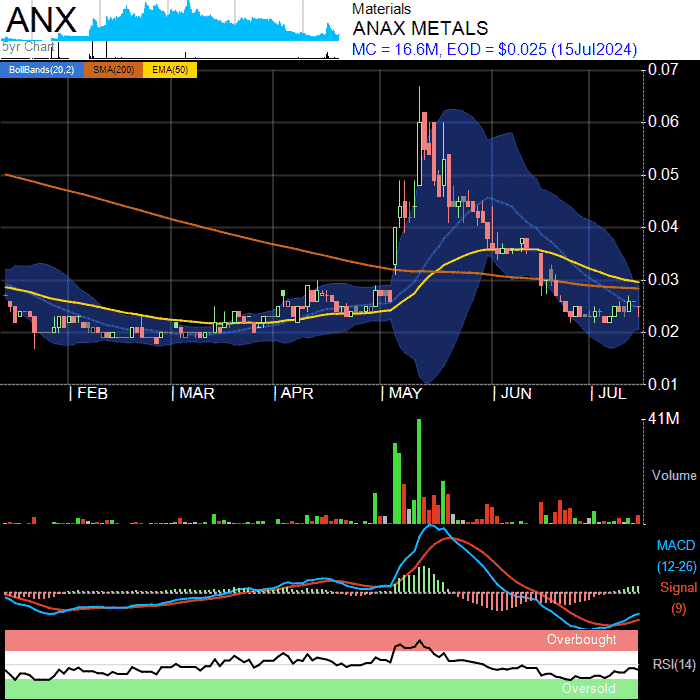 ANX
5yr Chart
Materials
ANAX METALS
MC = 16.6M, EOD = $0.025 (15Jul2024)
BollBands(20,2) SMA(200) EMA(50)
0.07
0.06
0.05
0.04
0.03
0.02
0.01
FEB MAR APR MAY JUN JUL
41M
Volume
MACD
(12-26)
Signal
(9)
Overbought
RSI(14)
Oversold